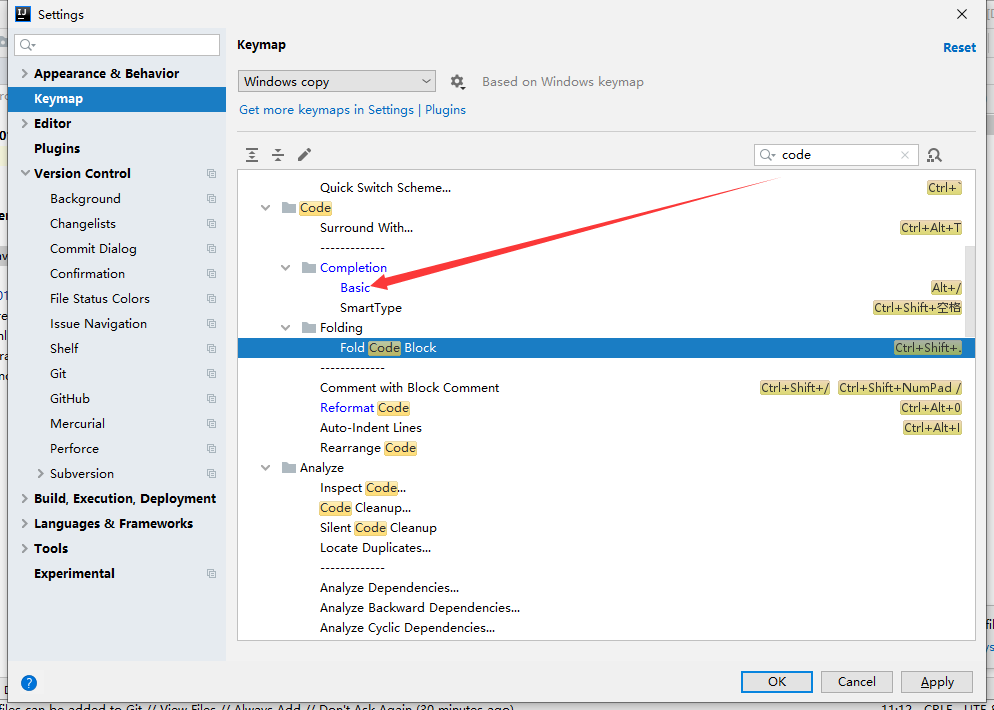 Settings
Keymap
Reset
Appearance & Behavior
Keymap
Editor
Plugins
Version Control
Background
Changelists
Commit Dialog
Confirmation
File Status Colors
Issue Navigation
Shelf
Git
GitHub
Mercurial
Perforce
Subversion
Build, Execution, Deployment
Languages & Frameworks
Tools
Experimental
Windows copy
Based on Windows keymap
Get more keymaps in Settings | Plugins
code
Quick Switch Scheme... Ctrl+`
Code
Surround With... Ctrl+Alt+T
-------------
Completion
Basic Alt+/
SmartType Ctrl+Shift+空格
Folding
Fold Code Block Ctrl+Shift+.
-------------
Comment with Block Comment Ctrl+Shift+/ Ctrl+Shift+NumPad /
Reformat Code Ctrl+Alt+0
Auto-Indent Lines Ctrl+Alt+I
Rearrange Code
Analyze
Inspect Code...
Code Cleanup...
Silent Code Cleanup
Locate Duplicates...
-------------
Analyze Dependencies...
Analyze Backward Dependencies...
Analyze Cyclic Dependencies...
?
OK Cancel Apply
files can be added to Git // View Files // Always Add // Don't Ask Again (30 minutes ago) 11:12 CRLF UTF-8